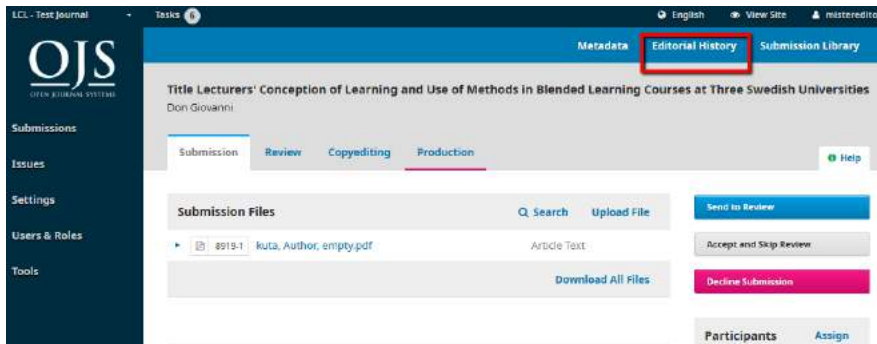 LCL - Test Journal Tasks 6 English View Site misteredito
Metadata Editorial History Submission Library
OJS
OPEN JOURNAL SYSTEMS
Title Lecturers' Conception of Learning and Use of Methods in Blended Learning Courses at Three Swedish Universities
Don Giovanni
Submissions
Submission Review Copyediting Production
Help
Issues
Settings
Submission Files Search Upload File Send to Review
Users & Roles
8919-1 kuta, Author, empty.pdf Article Text Accept and Skip Review
Tools
Download All Files Decline Submission
Participants Assign